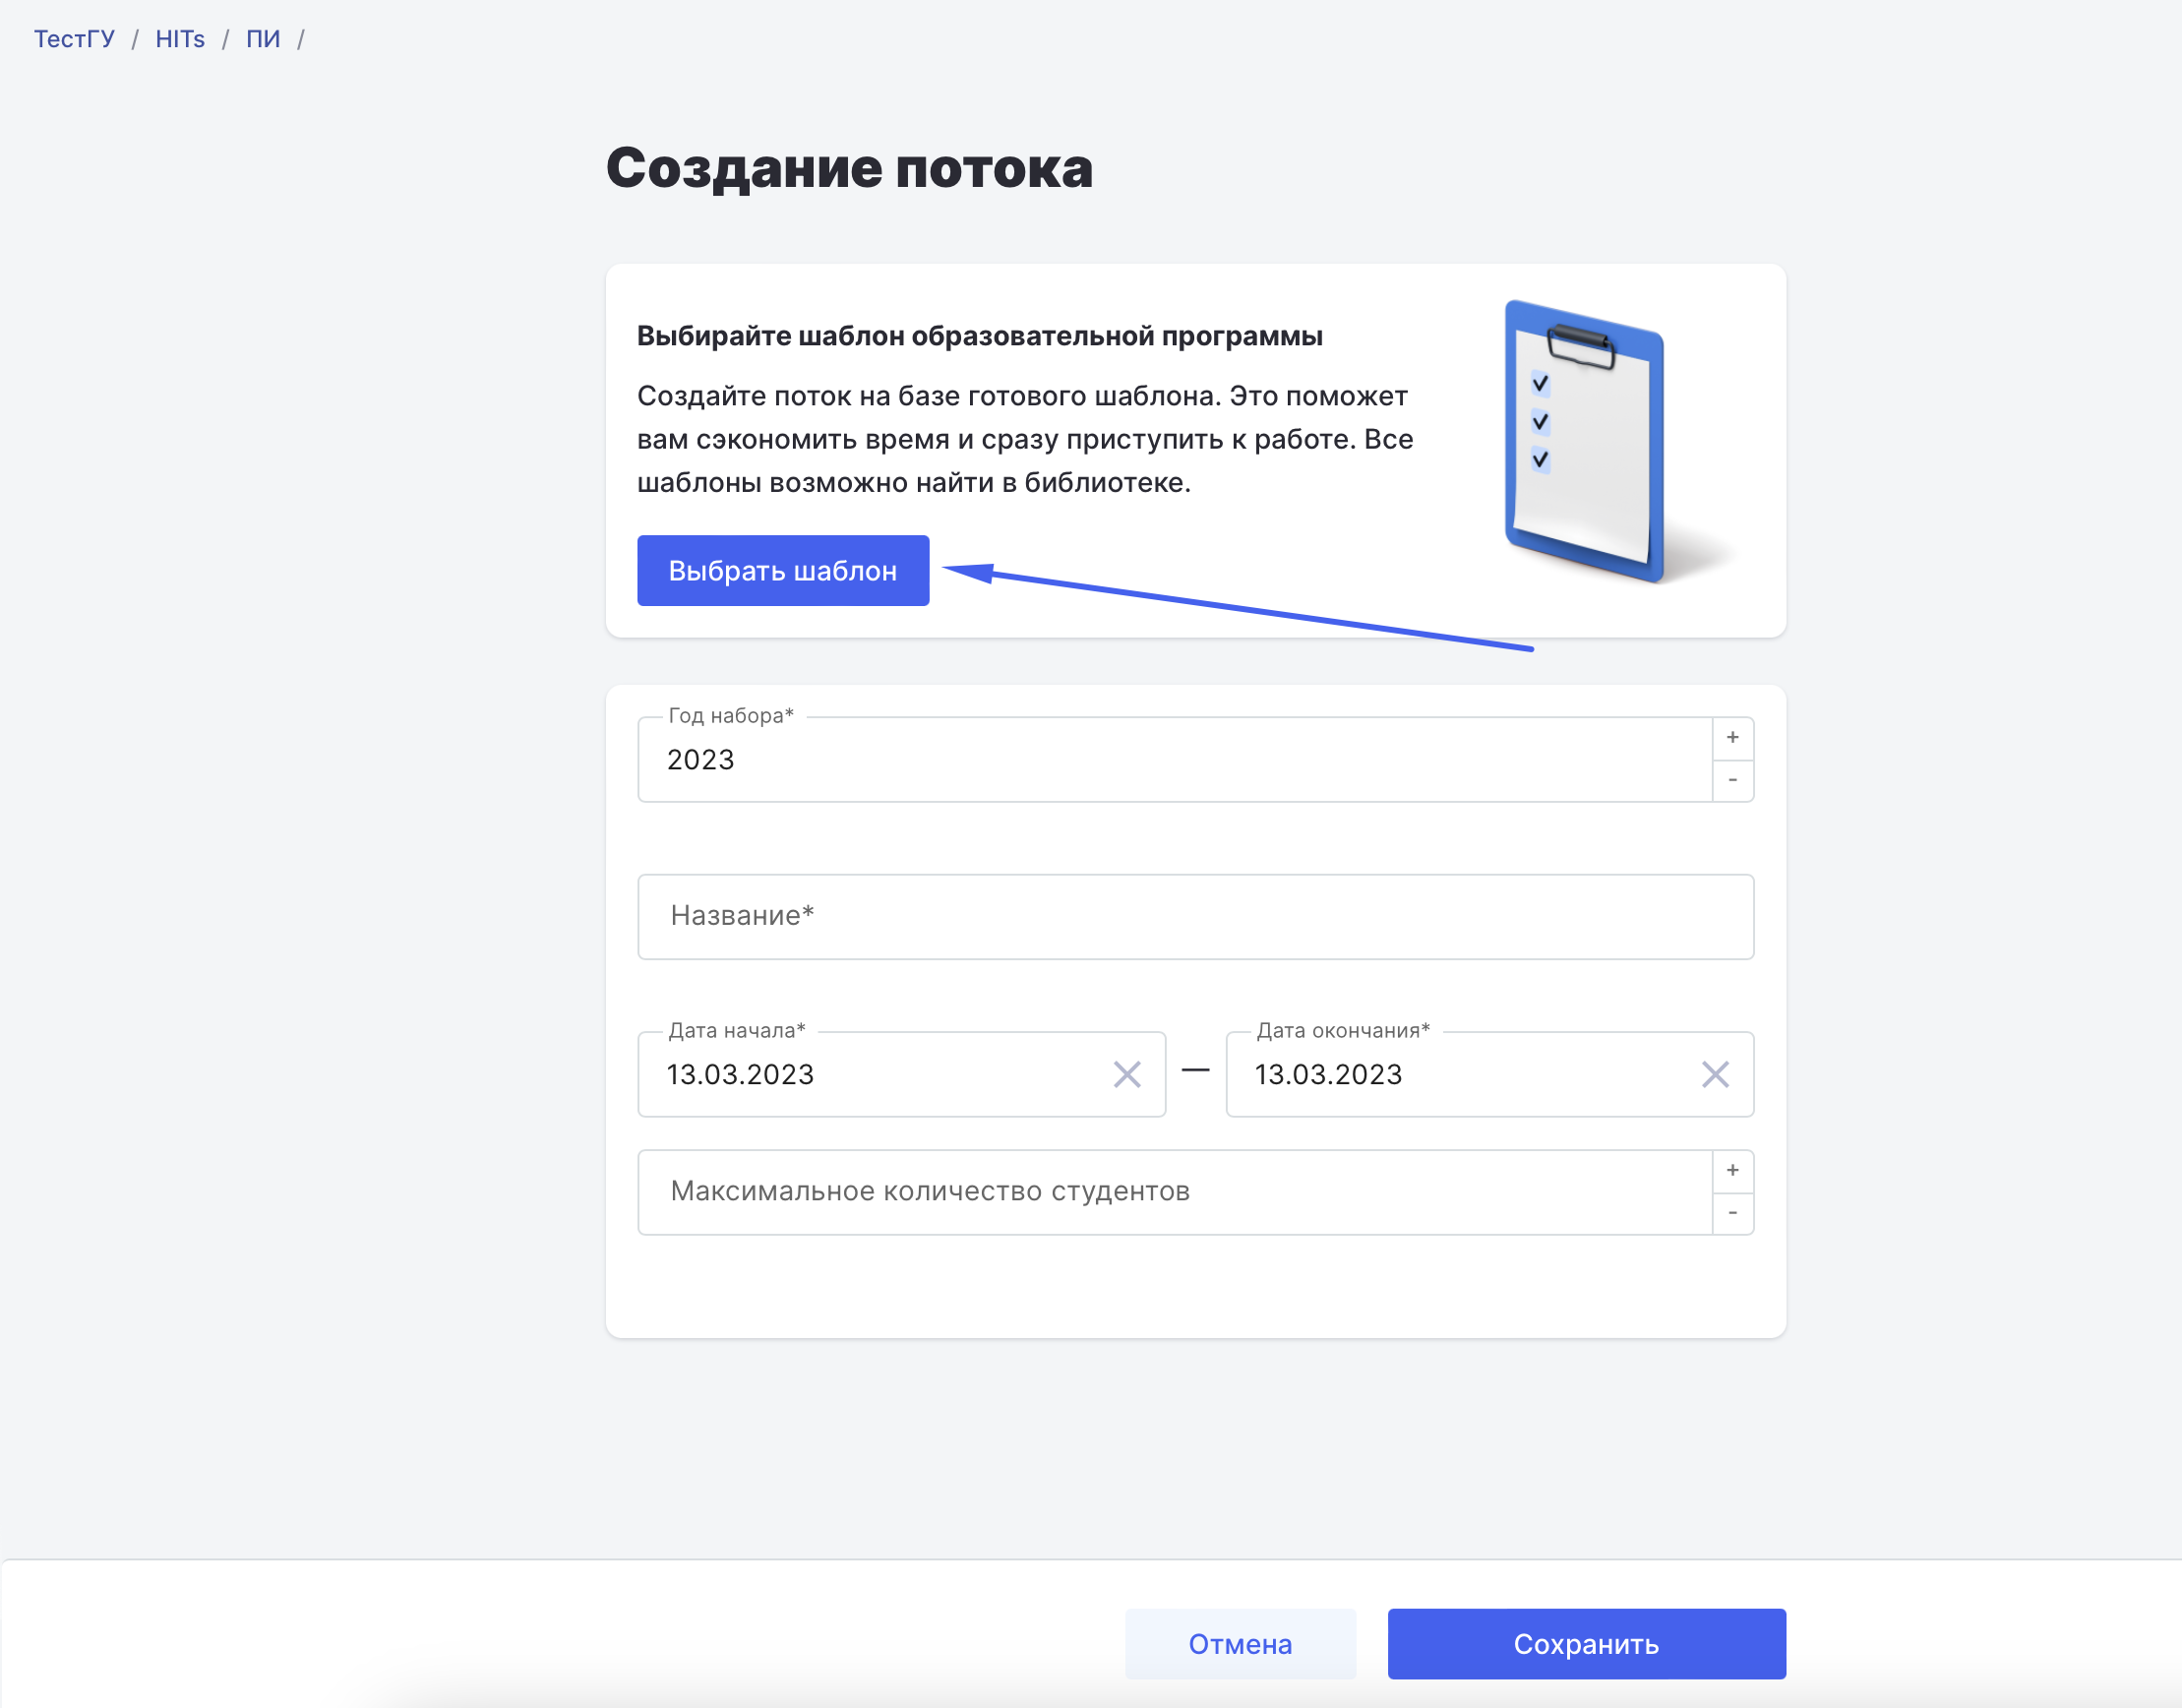 ТестГУ / HITs / ПИ /
Создание потока
Выбирайте шаблон образовательной программы
Создайте поток на базе готового шаблона. Это поможет
вам сэкономить время и сразу приступить к работе. Все
шаблоны возможно найти в библиотеке.
Выбрать шаблон
Год набора*
2023
+
-
Название*
Дата начала*
13.03.2023
—
Дата окончания*
13.03.2023
Максимальное количество студентов
+
-
Отмена
Сохранить